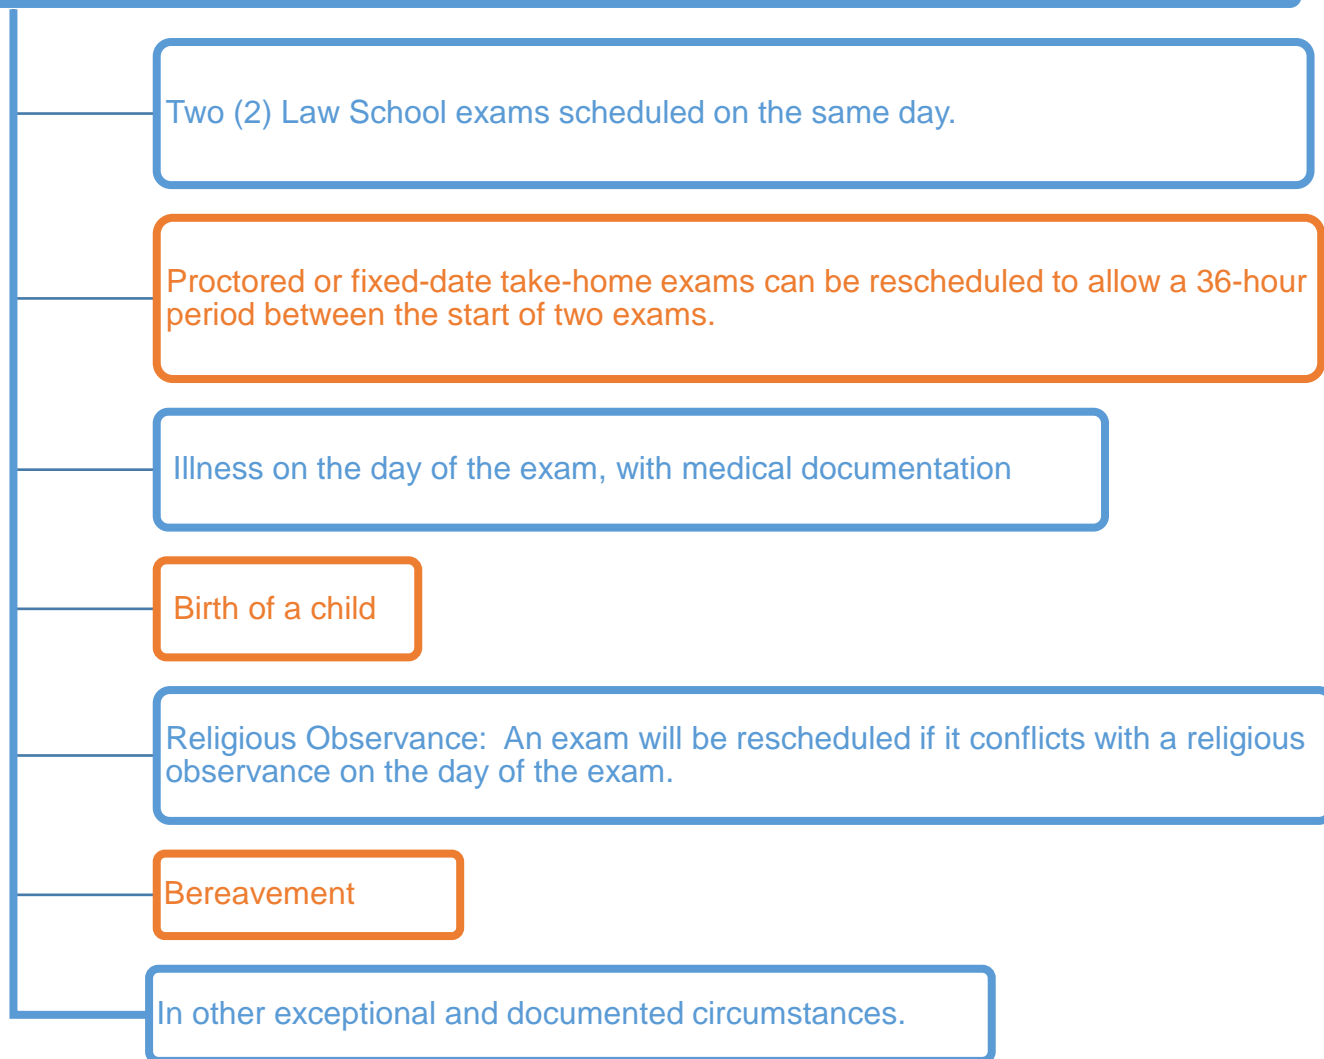 Two (2) Law School exams scheduled on the same day.
Proctored or fixed-date take-home exams can be rescheduled to allow a 36-hour
period between the start of two exams.
Illness on the day of the exam, with medical documentation
Birth of a child
Religious Observance:  An exam will be rescheduled if it conflicts with a religious
observance on the day of the exam.
Bereavement
In other exceptional and documented circumstances.